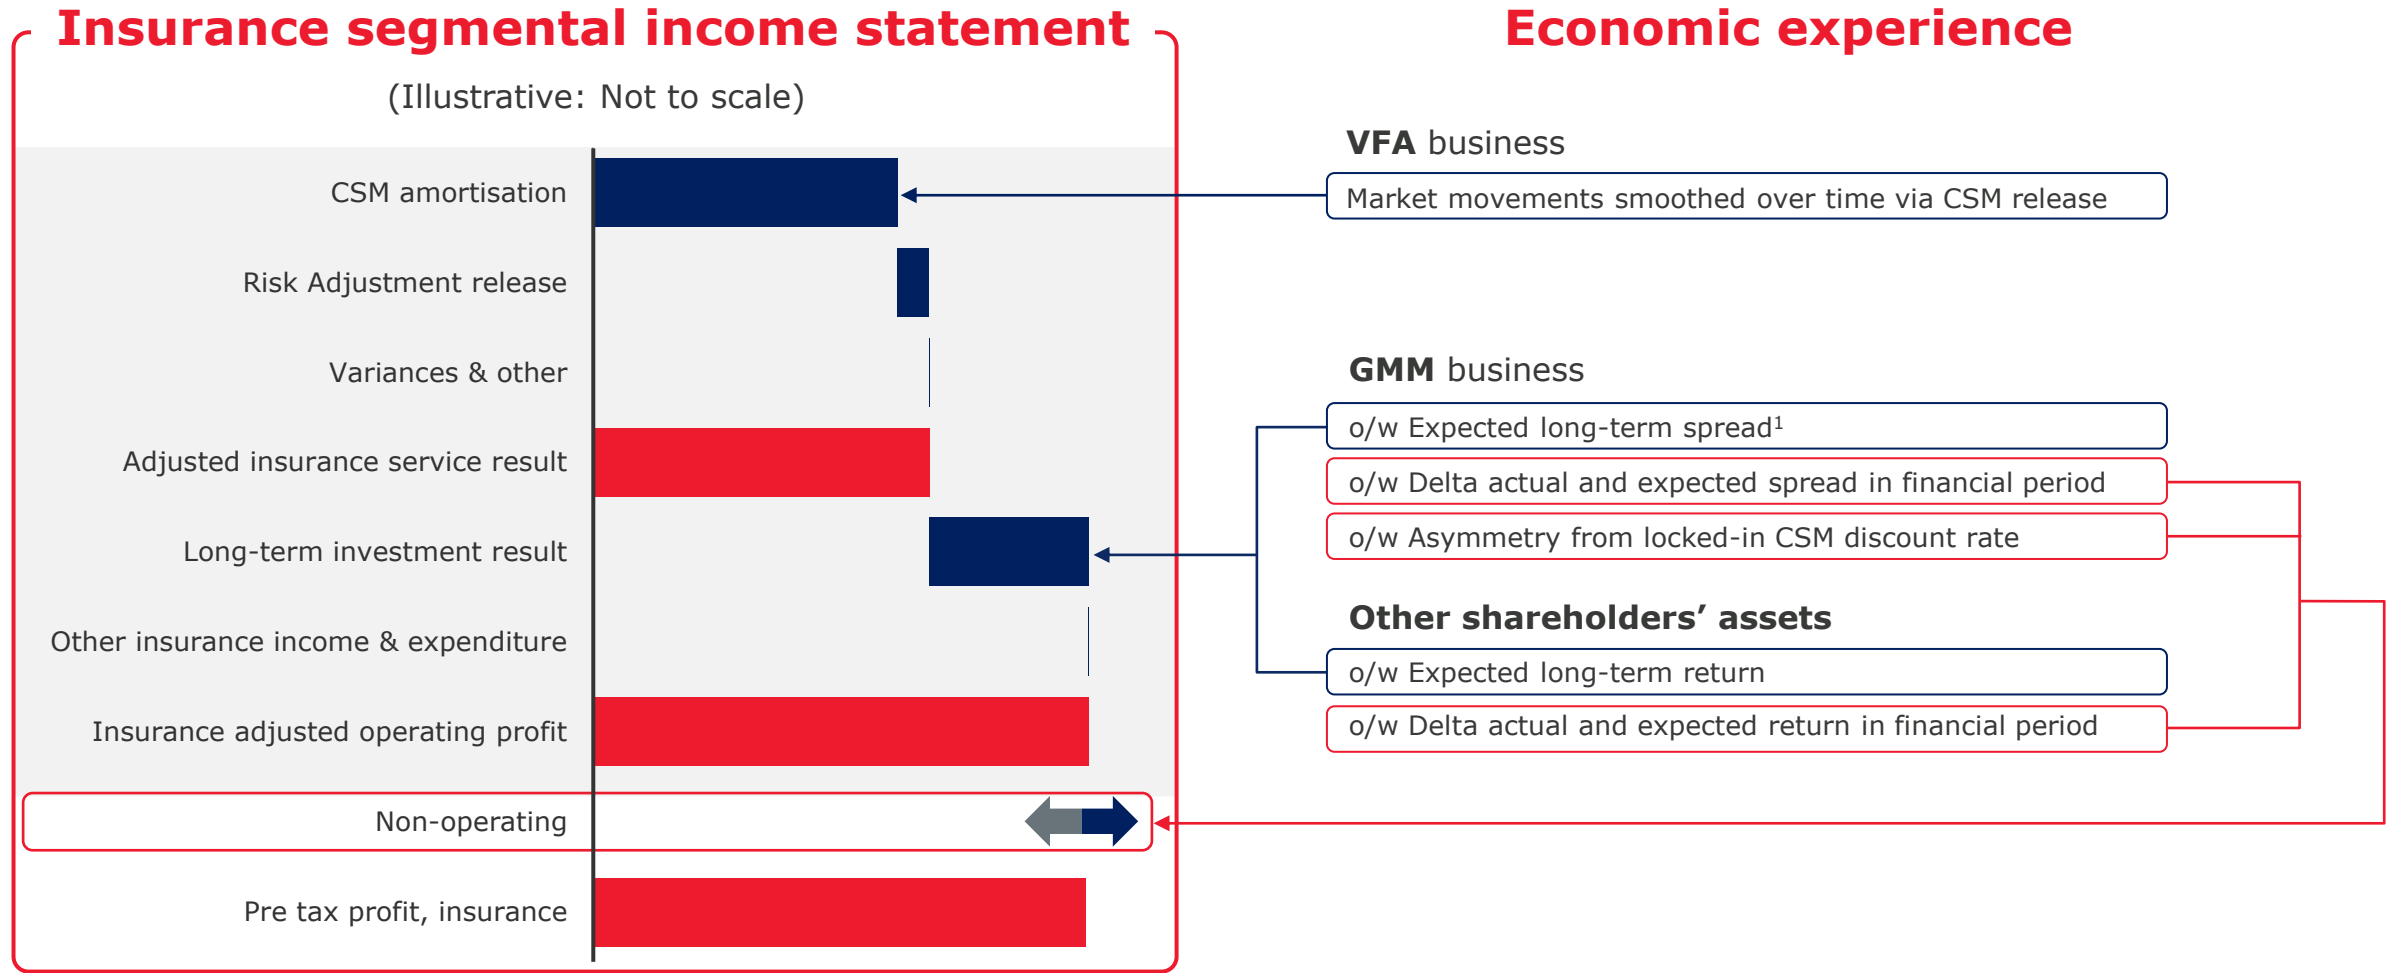 Insurance segmental income statement
(Illustrative: Not to scale)
CSM amortisation
Risk Adjustment release
Variances & other
Adjusted insurance service result
Long-term investment result
Other insurance income & expenditure
Insurance adjusted operating profit
Non-operating
Pre tax profit, insurance
Economic experience
VFA business
Market movements smoothed over time via CSM release
GMM business
o/w Expected long-term spread¹
o/w Delta actual and expected spread in financial period
o/w Asymmetry from locked-in CSM discount rate
Other shareholders’ assets
o/w Expected long-term return
o/w Delta actual and expected return in financial period